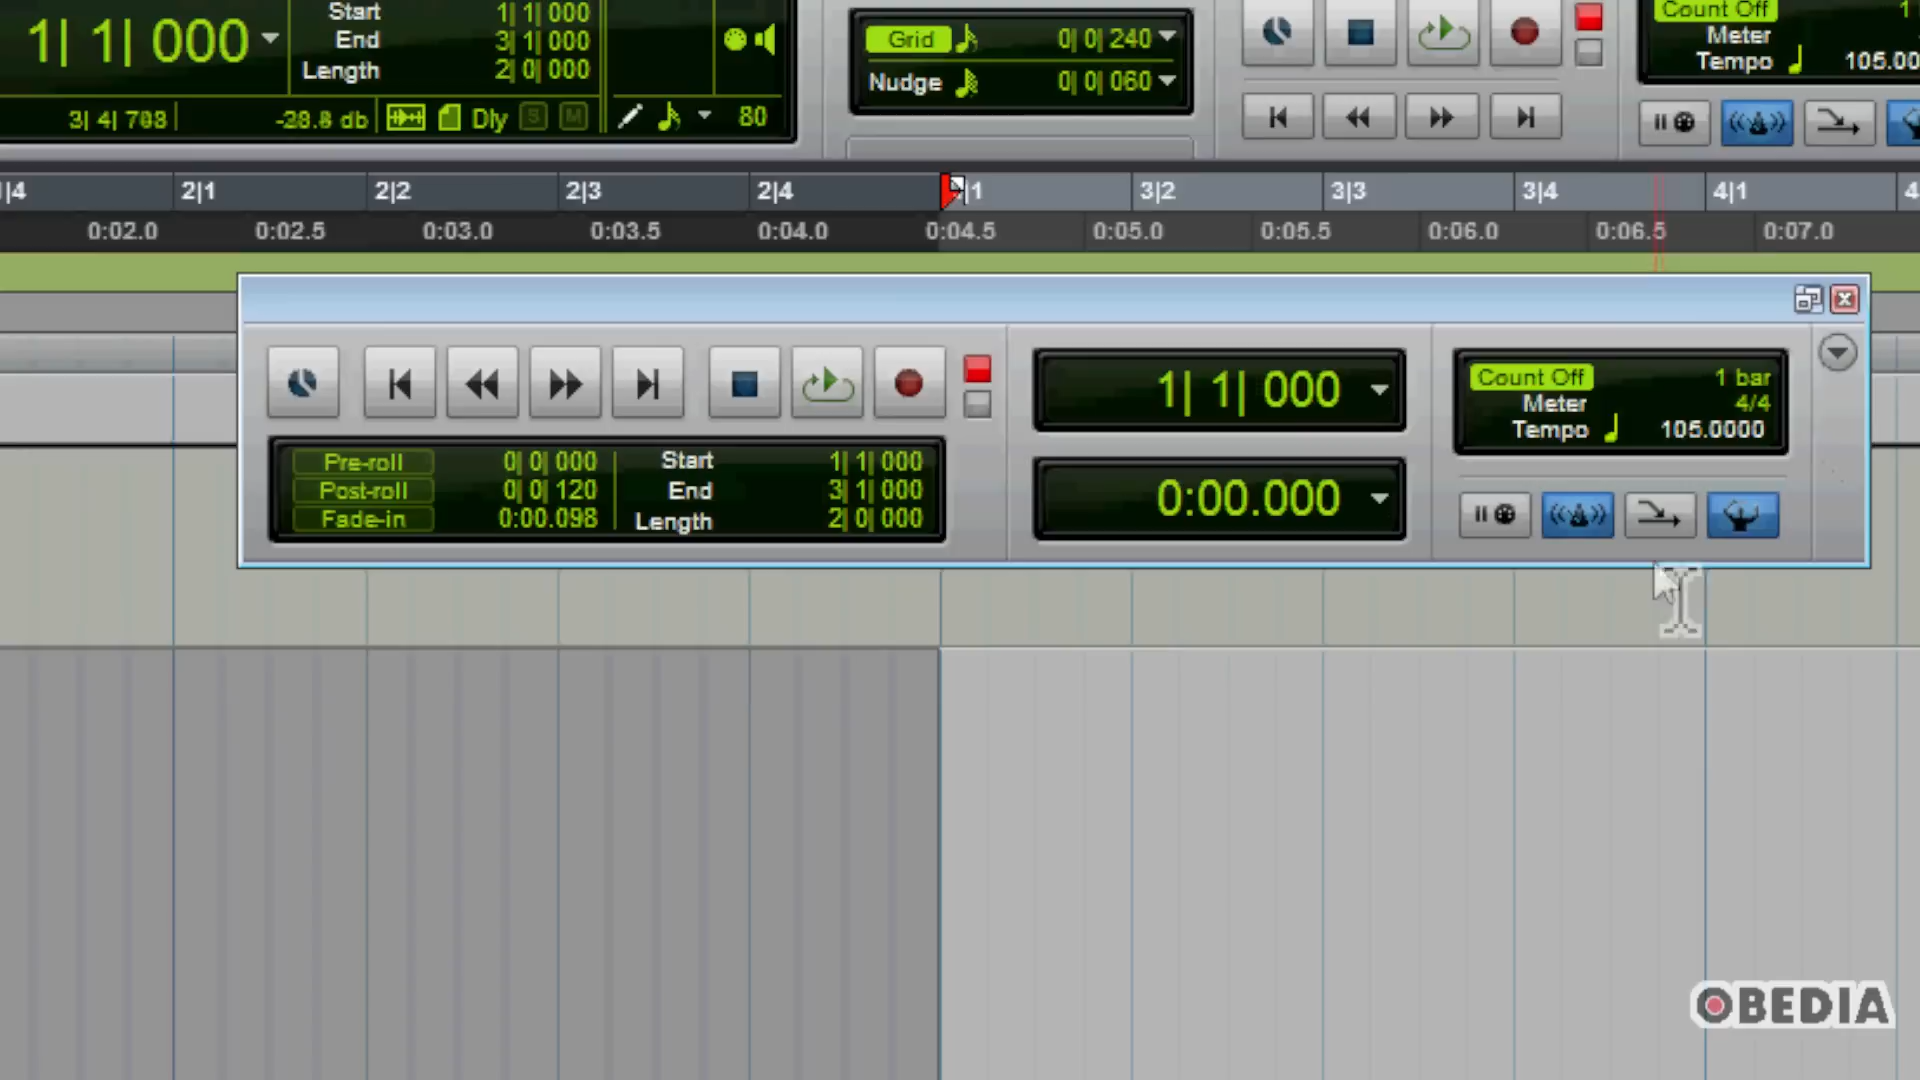 1| 1| 000
Start 1| 1| 000
End 3| 1| 000
Length 2| 0| 000
3| 4| 708
-28.8 db
Dly
S
M
80
Grid 0| 0| 240
Nudge 0| 0| 060
Count Off 1
Meter
Tempo 105.00
|4 2|1 2|2 2|3 2|4 |1 3|2 3|3 3|4 4|1 4
0:02.0 0:02.5 0:03.0 0:03.5 0:04.0 0:04.5 0:05.0 0:05.5 0:06.0 0:06.5 0:07.0
Pre-roll 0| 0| 000
Post-roll 0| 0| 120
Fade-in 0:00.098
Start 1| 1| 000
End 3| 1| 000
Length 2| 0| 000
1| 1| 000
0:00.000
Count Off 1 bar
Meter 4/4
Tempo 105.0000
OBEDIA